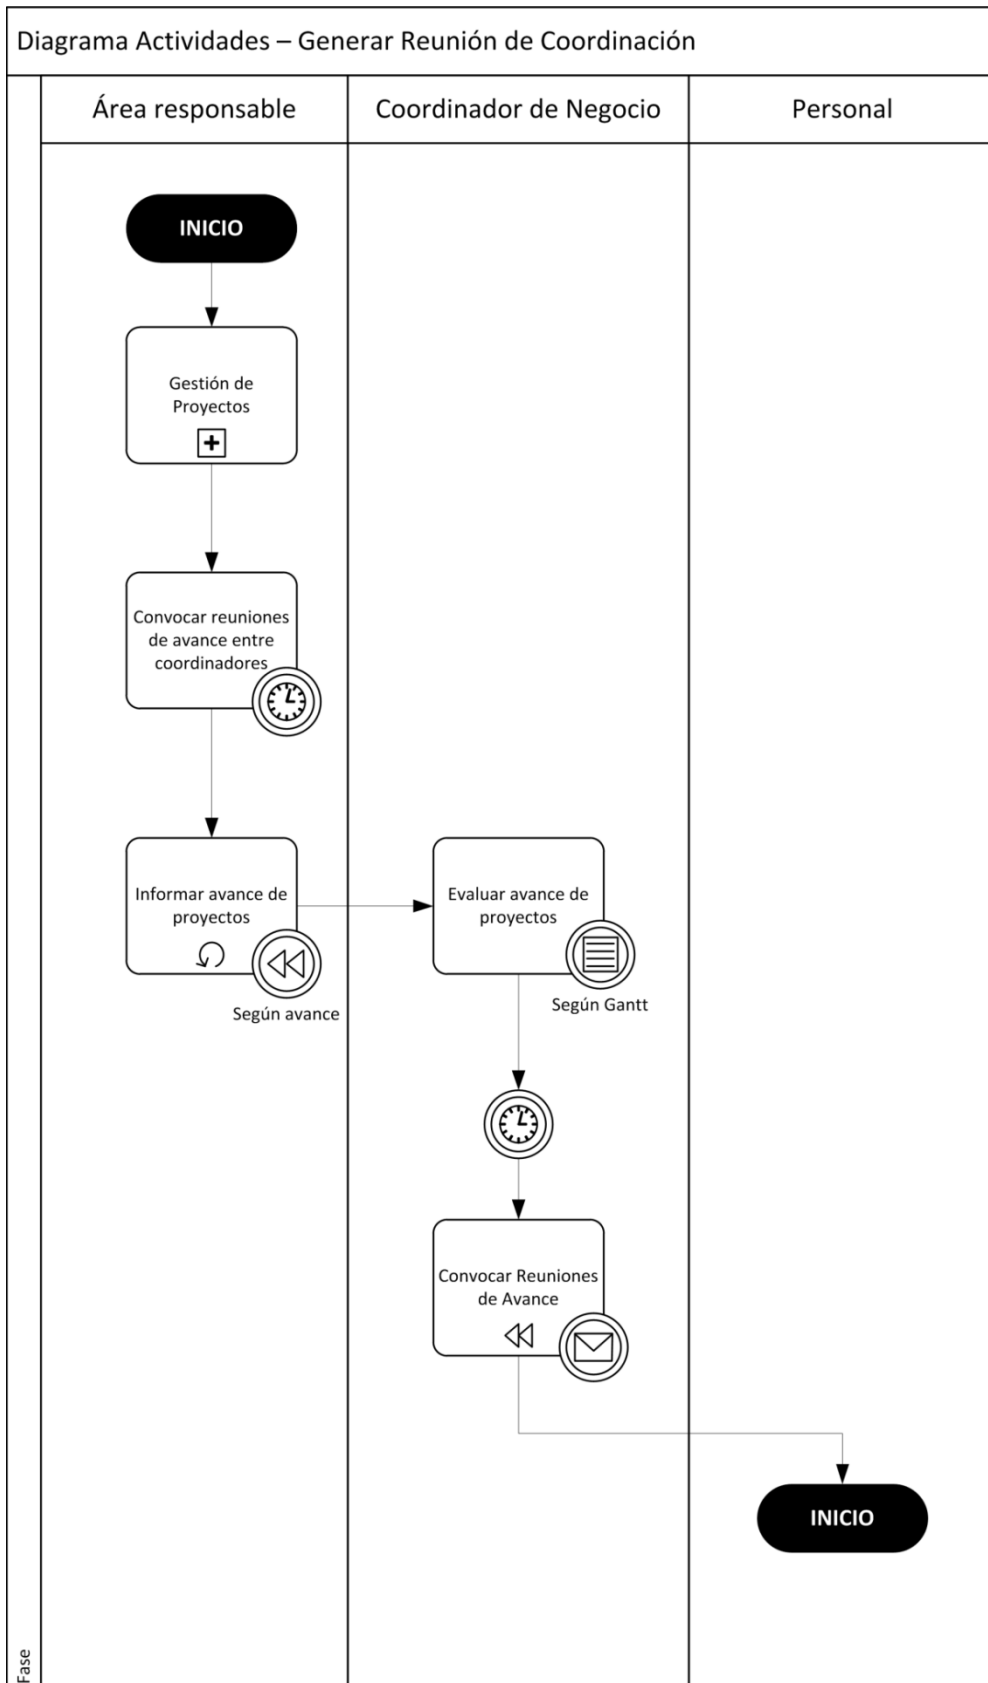 Diagrama Actividades – Generar Reunión de Coordinación
Área responsable
Coordinador de Negocio
Personal
INICIO
Gestión de
Proyectos
Convocar reuniones
de avance entre
coordinadores
Informar avance de
proyectos
Según avance
Evaluar avance de
proyectos
Según Gantt
Convocar Reuniones
de Avance
INICIO
Fase